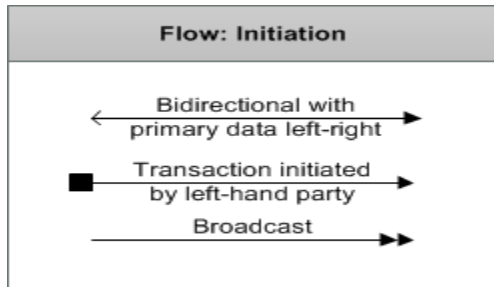 Flow: Initiation
Bidirectional with
primary data left-right
Transaction initiated
by left-hand party
Broadcast